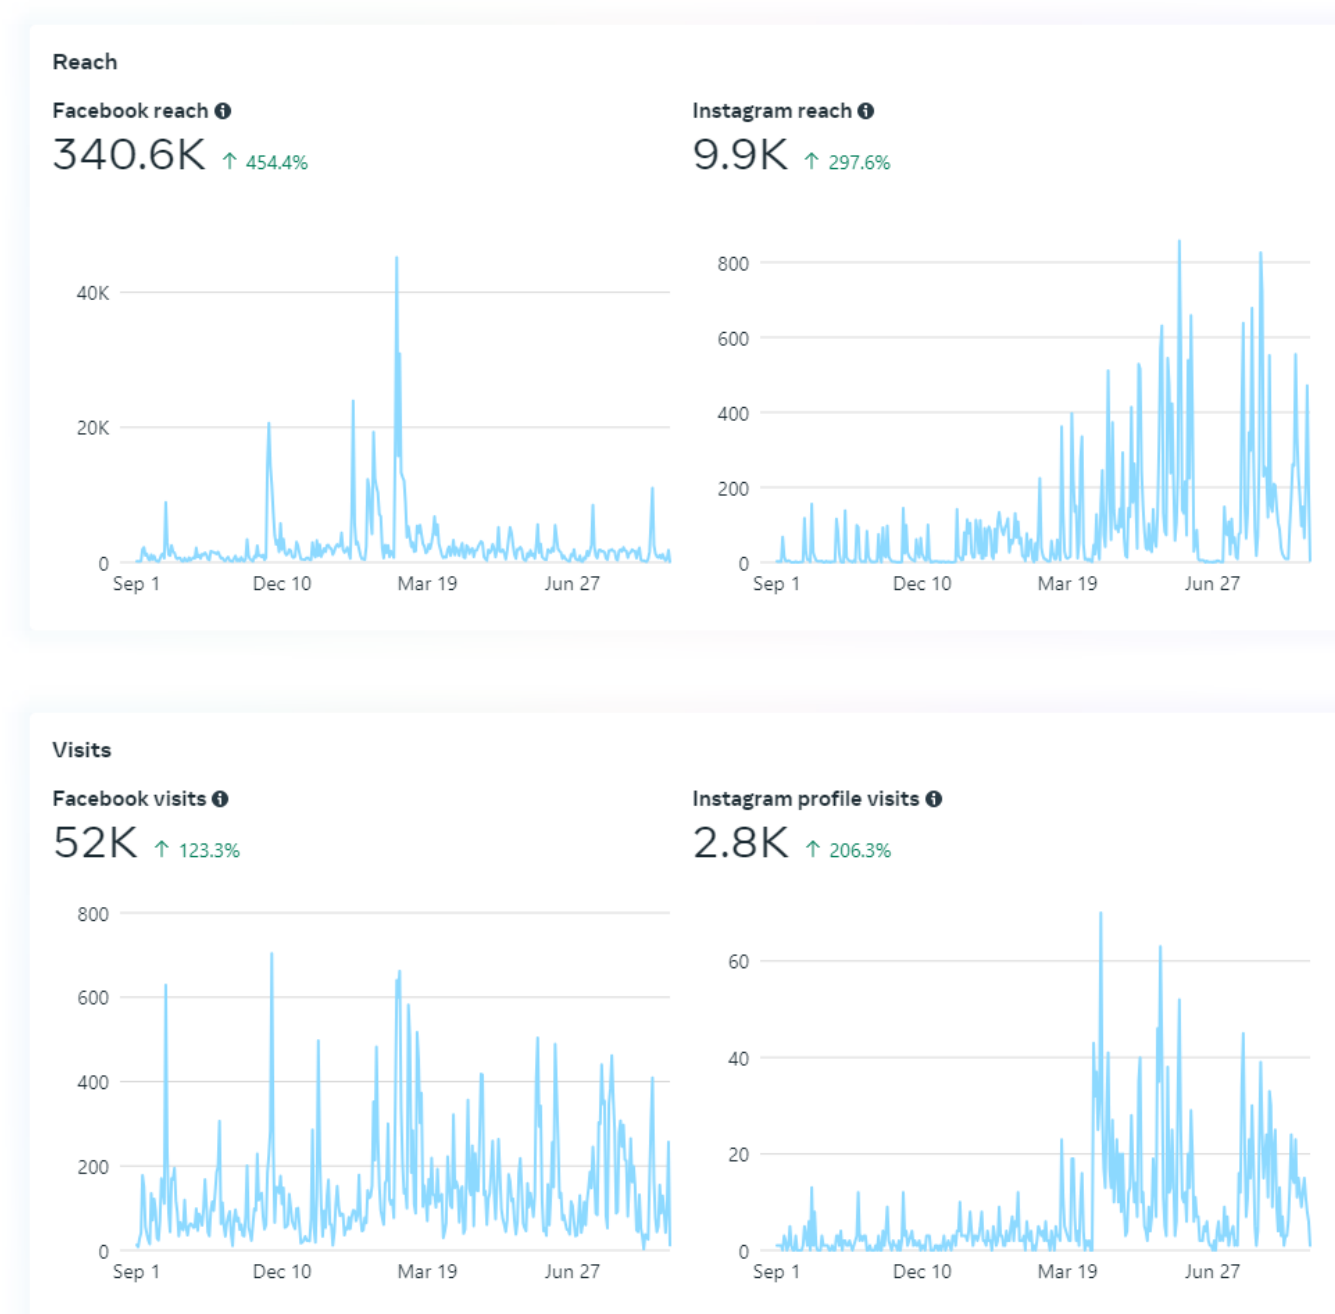 Reach
Facebook reach
340.6K ↑ 454.4%
40K
20K
0
Sep 1 Dec 10 Mar 19 Jun 27
Instagram reach
9.9K ↑ 297.6%
800
600
400
200
0
Sep 1 Dec 10 Mar 19 Jun 27
Visits
Facebook visits
52K ↑ 123.3%
800
600
400
200
0
Sep 1 Dec 10 Mar 19 Jun 27
Instagram profile visits
2.8K ↑ 206.3%
60
40
20
0
Sep 1 Dec 10 Mar 19 Jun 27